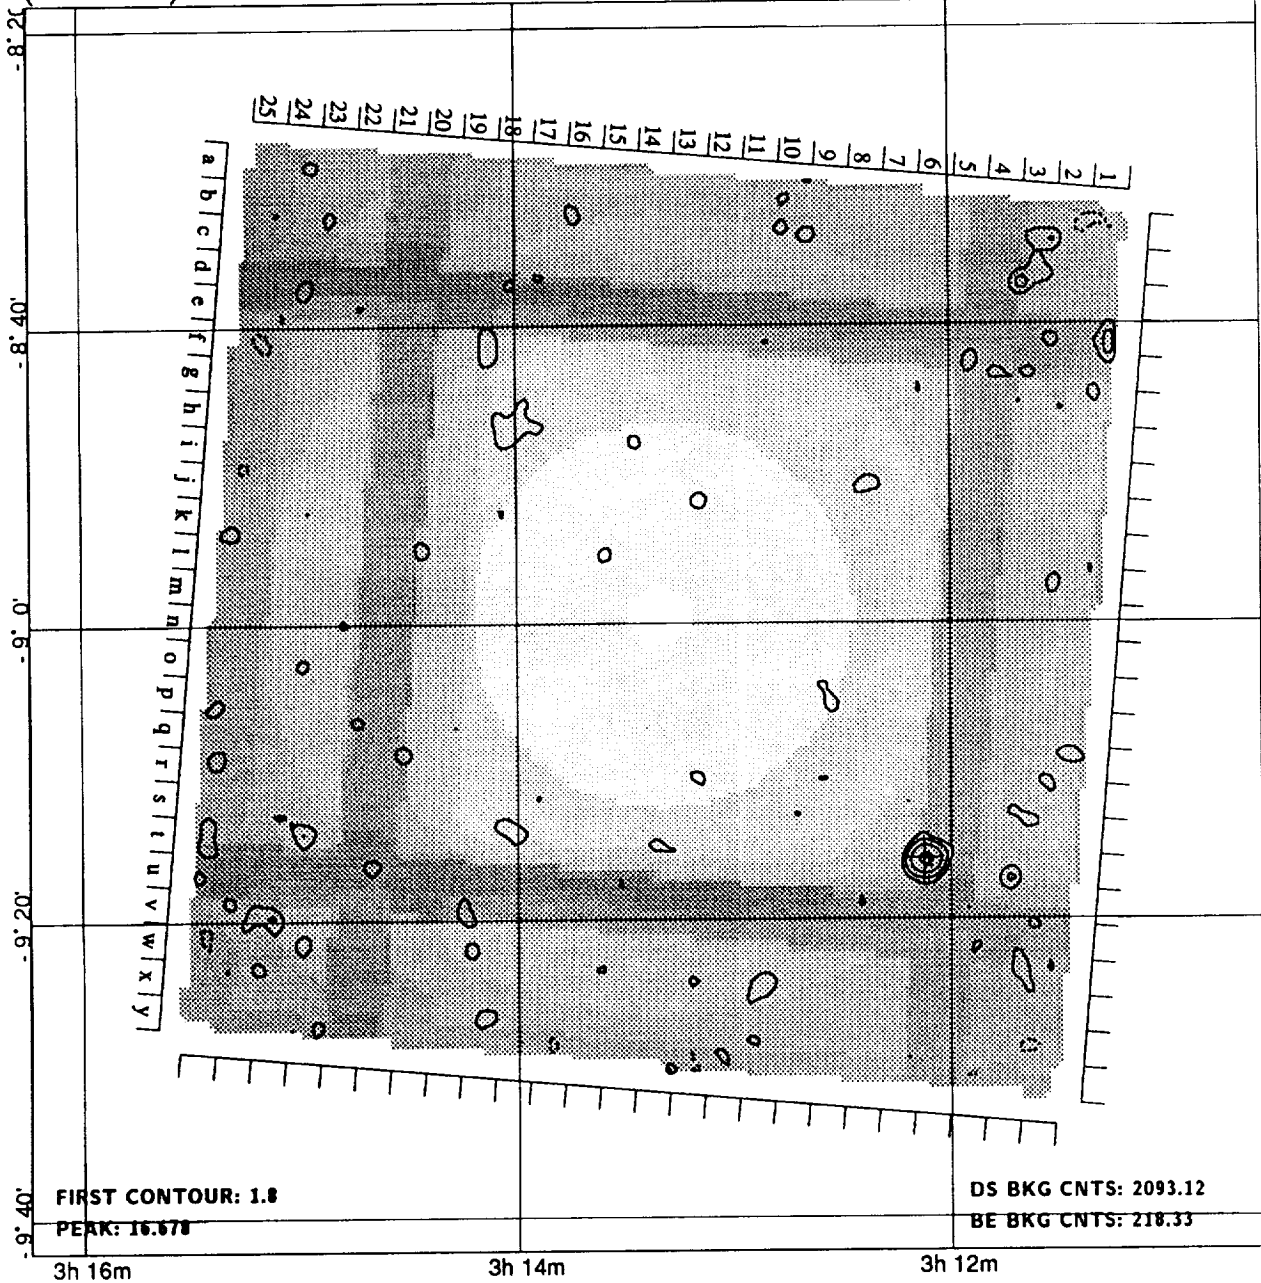 25 24 23 22 21 20 19 18 17 16 15 14 13 12 11 10 9 8 7 6 5 4 3 2 1
a
b
c
d
e
f
g
h
i
j
k
l
m
n
o
p
q
r
s
t
u
v
w
x
y
-8° 40'
-9° 0'
-9° 20'
-9° 40'
FIRST CONTOUR: 1.8
PEAK: 16.678
DS BKG CNTS: 2093.12
BE BKG CNTS: 218.33
3h 16m
3h 14m
3h 12m